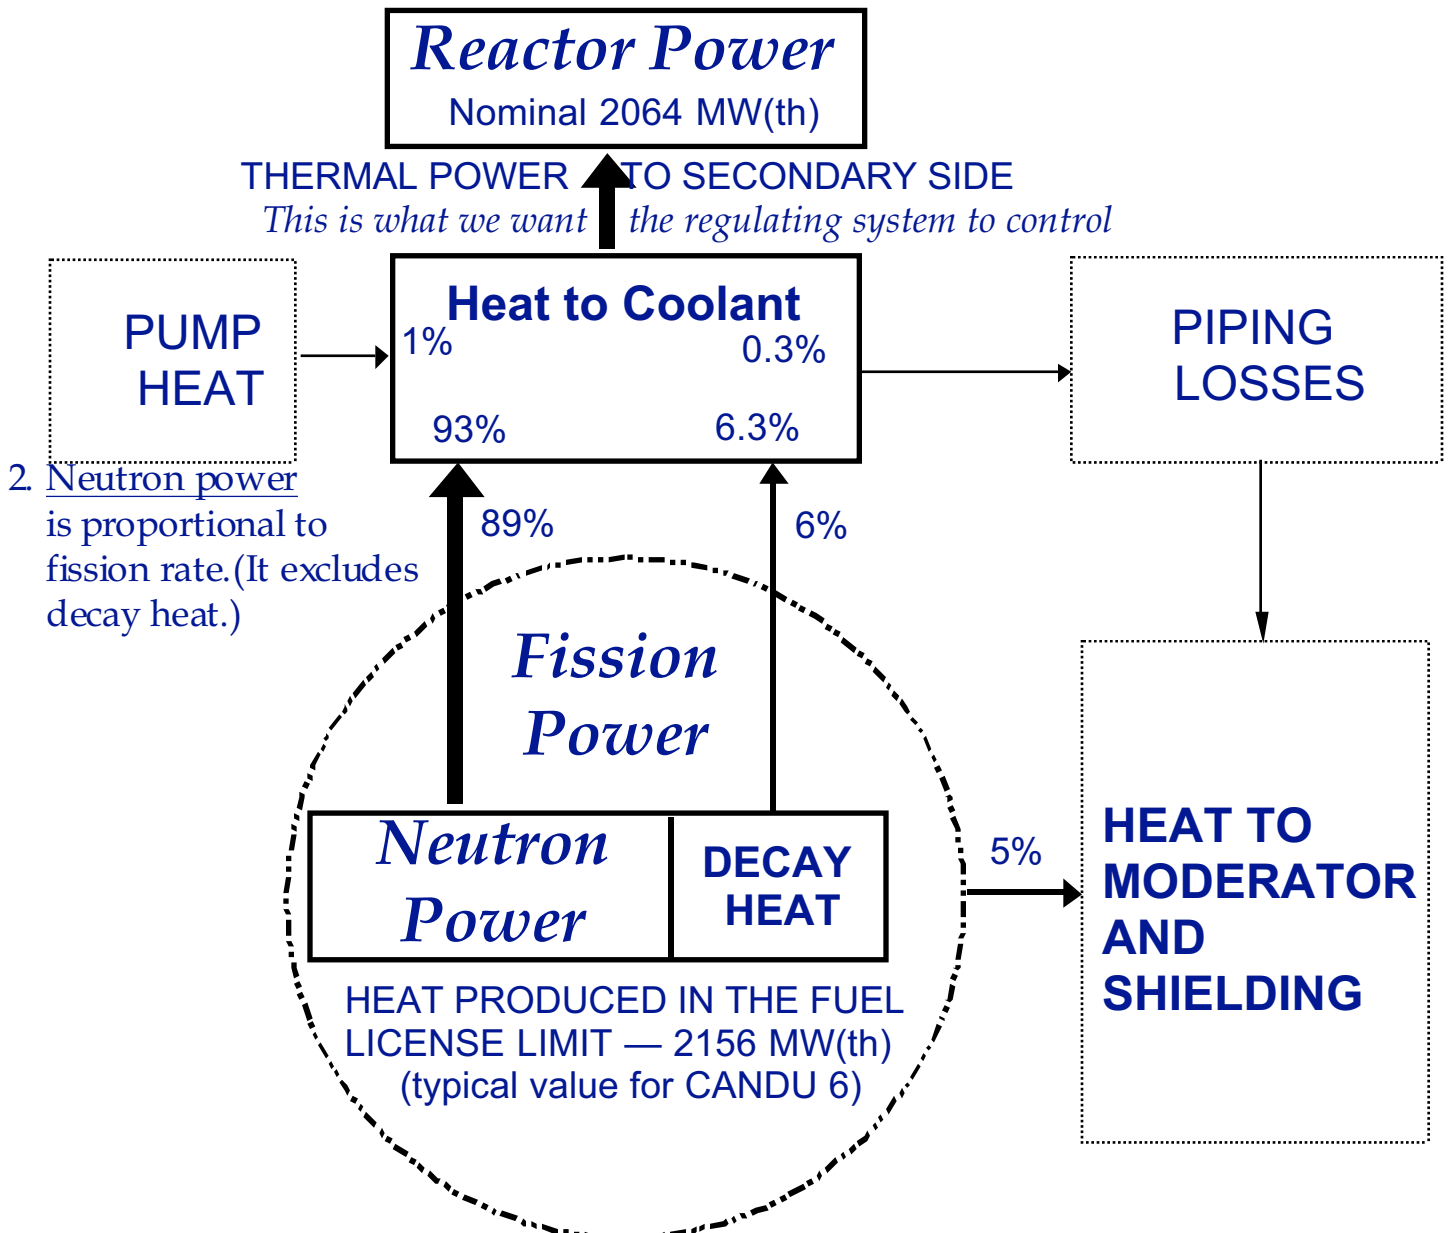 Reactor Power
Nominal 2064 MW(th)
THERMAL POWER TO SECONDARY SIDE
This is what we want the regulating system to control
PUMP
HEAT
Heat to Coolant
1%
0.3%
93%
6.3%
PIPING
LOSSES
2. Neutron power
is proportional to
fission rate.(It excludes
decay heat.)
89%
6%
Fission
Power
Neutron
Power
DECAY
HEAT
5%
HEAT TO
MODERATOR
AND
SHIELDING
HEAT PRODUCED IN THE FUEL
LICENSE LIMIT — 2156 MW(th)
(typical value for CANDU 6)